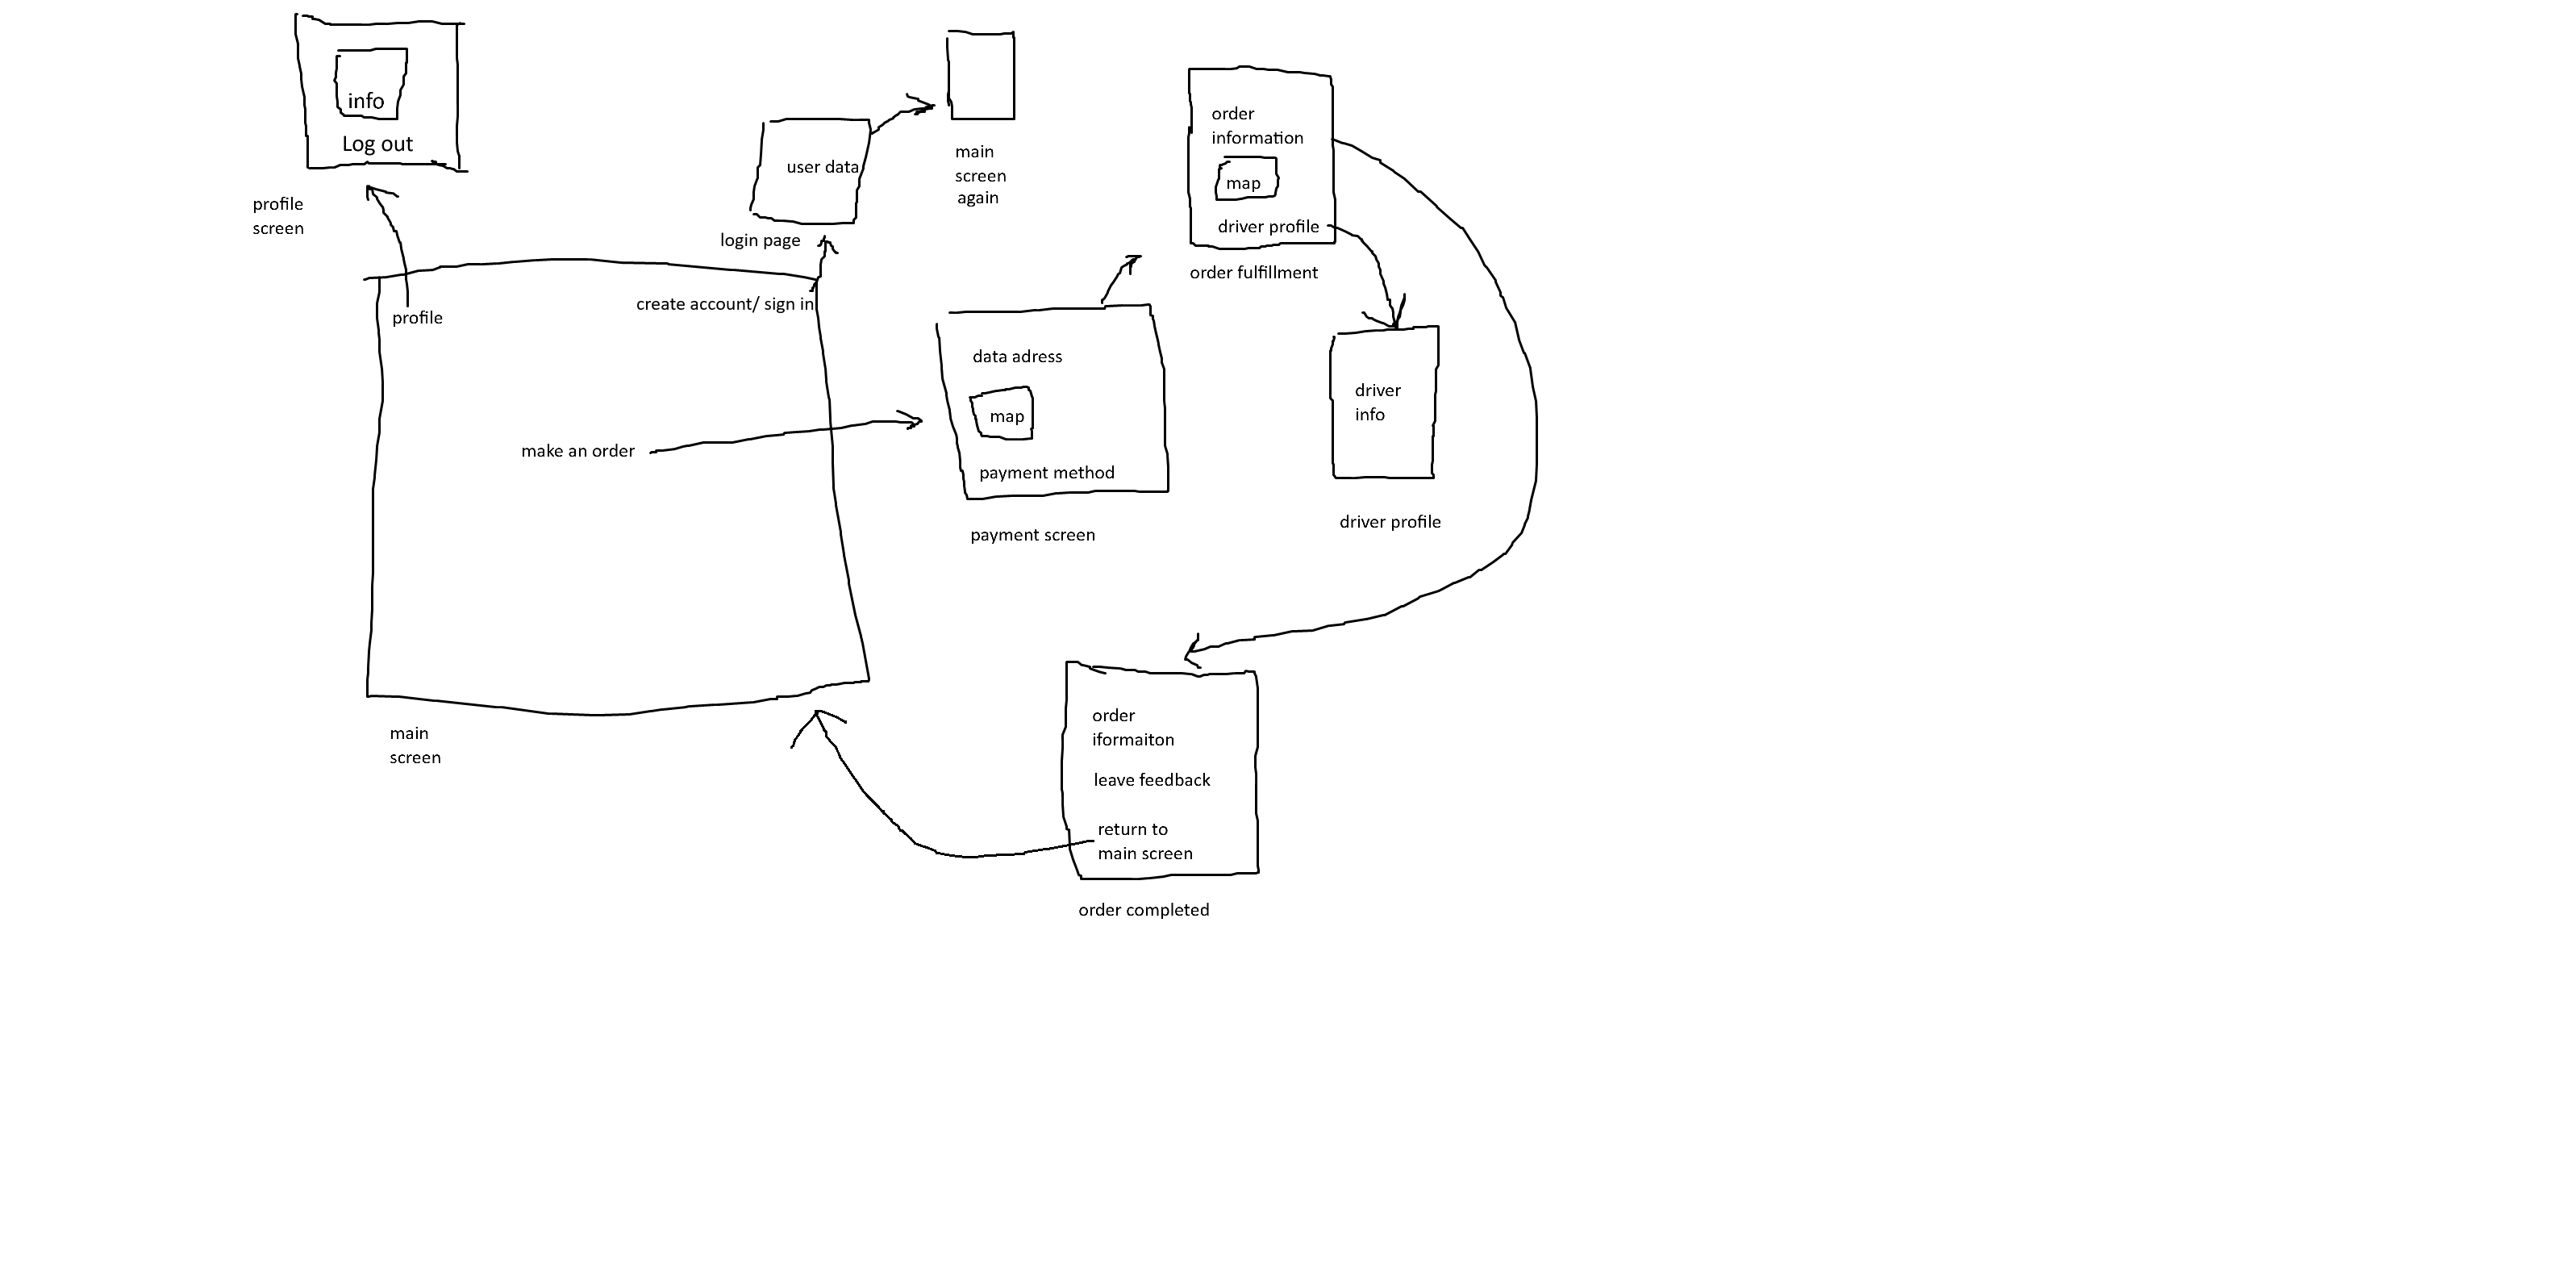 info
Log out
profile
screen
profile
create account/ sign in
make an order
main
screen
user data
login page
main
screen
again
data adress
map
payment method
payment screen
order
information
map
driver profile
order fulfillment
driver
info
driver profile
order
iformaiton
leave feedback
return to
main screen
order completed